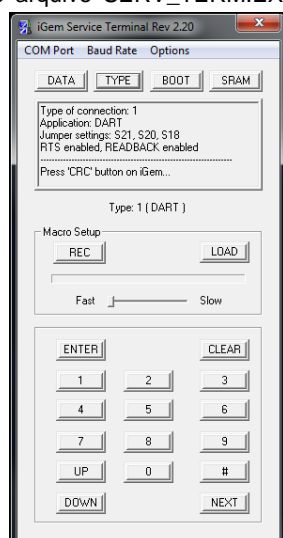 iGem Service Terminal Rev 2.20
COM Port Baud Rate Options
DATA TYPE BOOT SRAM
Type of connection: 1
Application: DART
Jumper settings: S21, S20, S18
RTS enabled, READBACK enabled
Press 'CRC' button on iGem...
Type: 1 ( DART )
Macro Setup
REC LOAD
Fast Slow
ENTER CLEAR
1 2 3
4 5 6
7 8 9
UP 0 #
DOWN NEXT